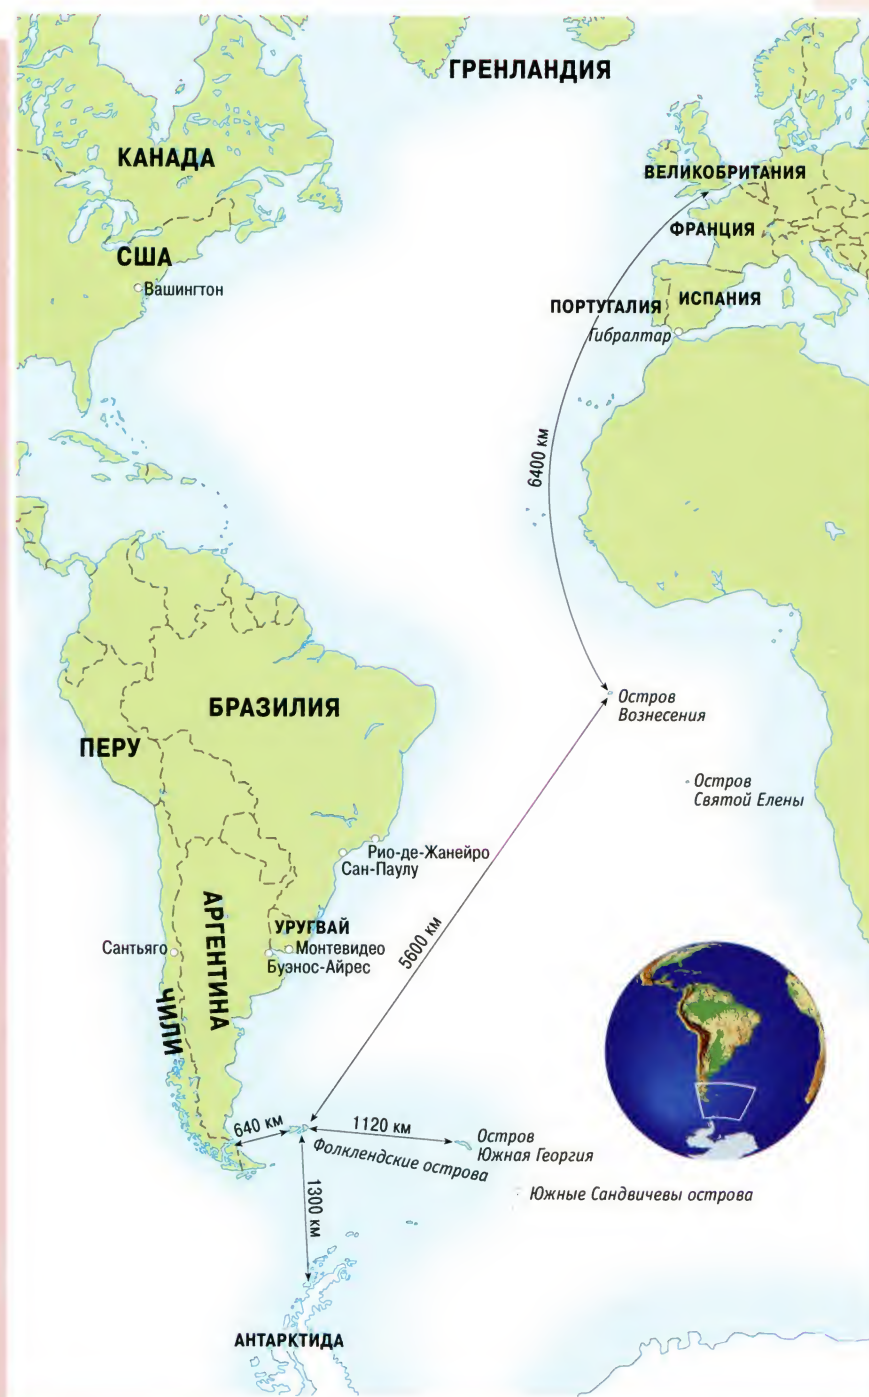 ГРЕНЛАНДИЯ
КАНАДА
ВЕЛИКОБРИТАНИЯ
ФРАНЦИЯ
США
Вашингтон
ПОРТУГАЛИЯ
ИСПАНИЯ
Гибралтар
6400 км
Остров
Вознесения
БРАЗИЛИЯ
ПЕРУ
Остров
Святой Елены
Рио-де-Жанейро
Сан-Паулу
АРГЕНТИНА
УРУГВАЙ
Сантьяго
Монтевидео
Буэнос-Айрес
5600 км
ЧИЛИ
640 км
1120 км
Остров
Южная Георгия
Фолклендские острова
Южные Сандвичевы острова
1300 км
АНТАРКТИДА